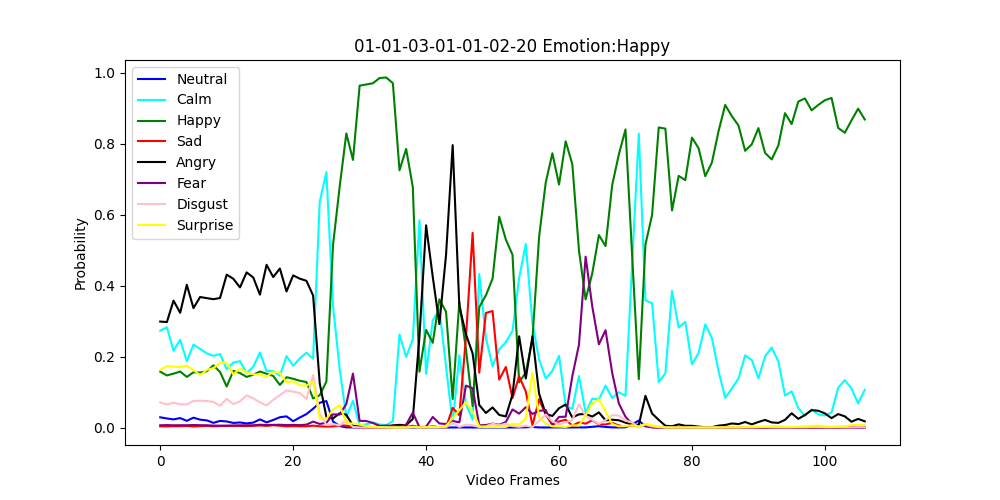 01-01-03-01-01-02-20 Emotion:Happy
1.0
0.8
0.6
0.4
0.2
0.0
Probability
Neutral
Calm
Happy
Sad
Angry
Fear
Disgust
Surprise
0 20 40 60 80 100
Video Frames